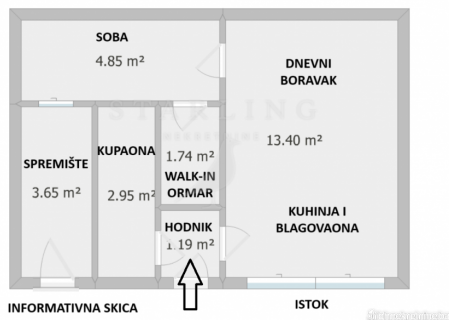 SOBA
4.85 m²
DNEVNI
BORAVAK
STARLING
13.40 m²
KUPAONA
2.95 m²
1.74 m²
WALK-IN
ORMAR
SPREMIŠTE
3.65 m²
KUHINJA I
BLAGOVAONA
HODNIK
1.19 m²
INFORMATIVNA SKICA
ISTOK